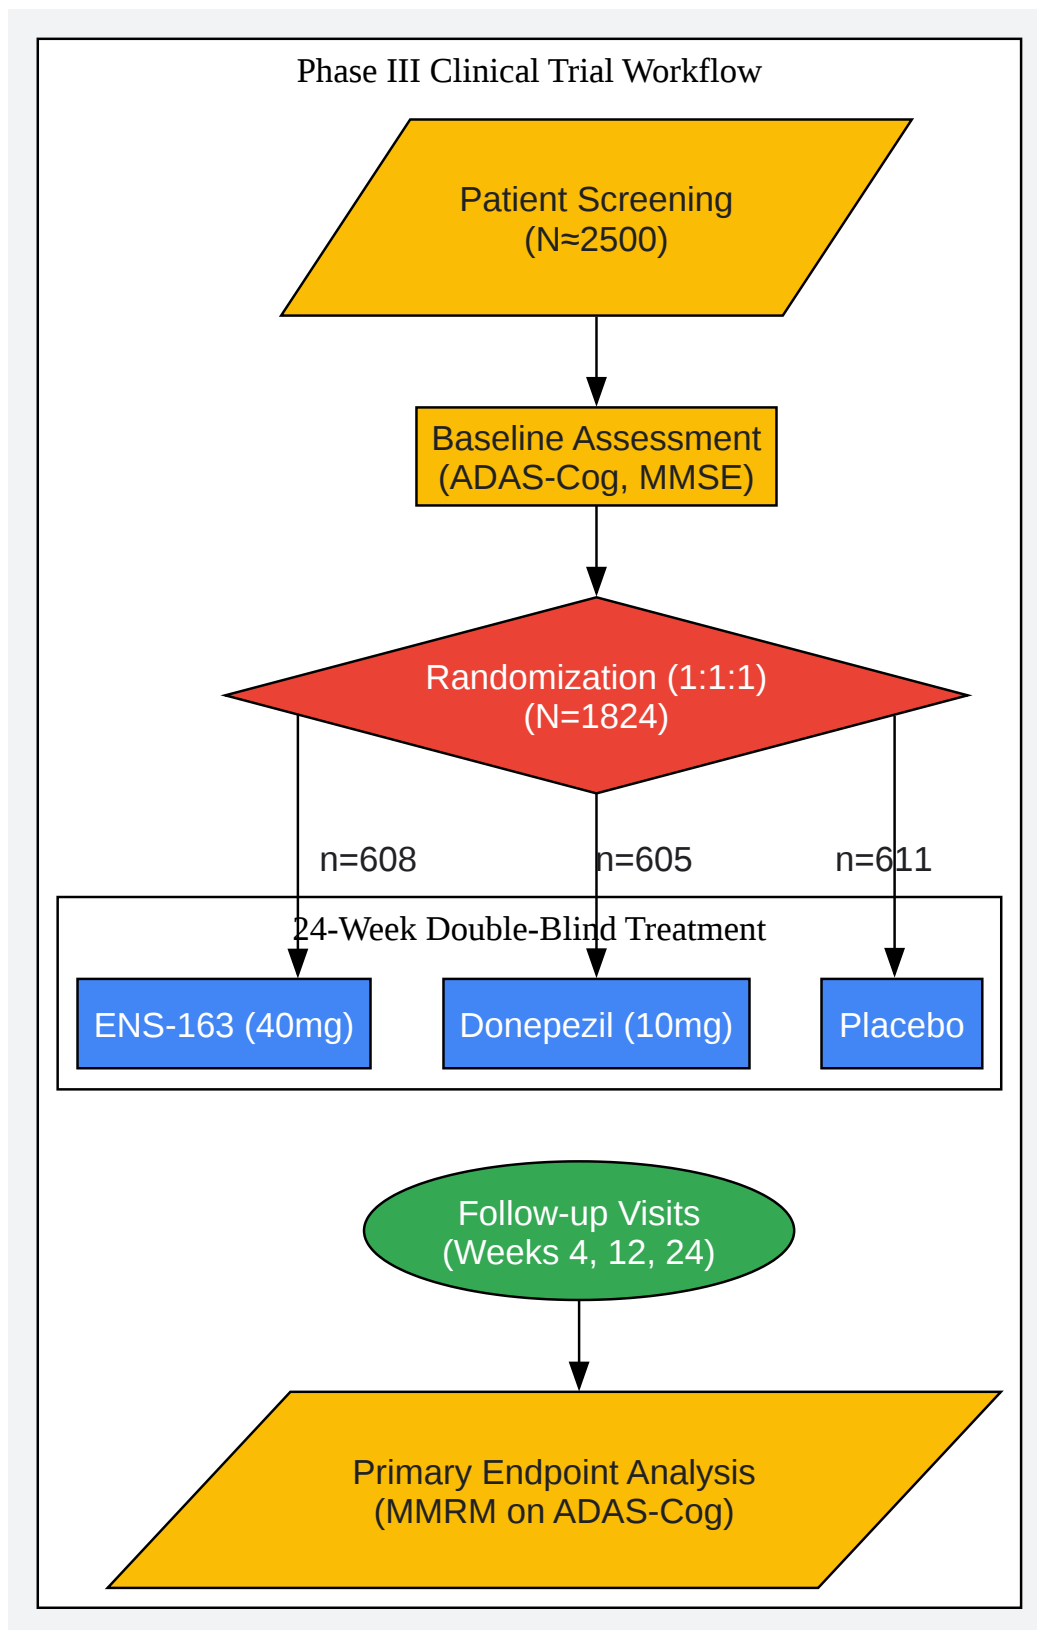 Phase III Clinical Trial Workflow
Patient Screening
(N≈2500)
Baseline Assessment
(ADAS-Cog, MMSE)
Randomization (1:1:1)
(N=1824)
n=608
n=605
n=611
24-Week Double-Blind Treatment
ENS-163 (40mg)
Donepezil (10mg)
Placebo
Follow-up Visits
(Weeks 4, 12, 24)
Primary Endpoint Analysis
(MMRM on ADAS-Cog)